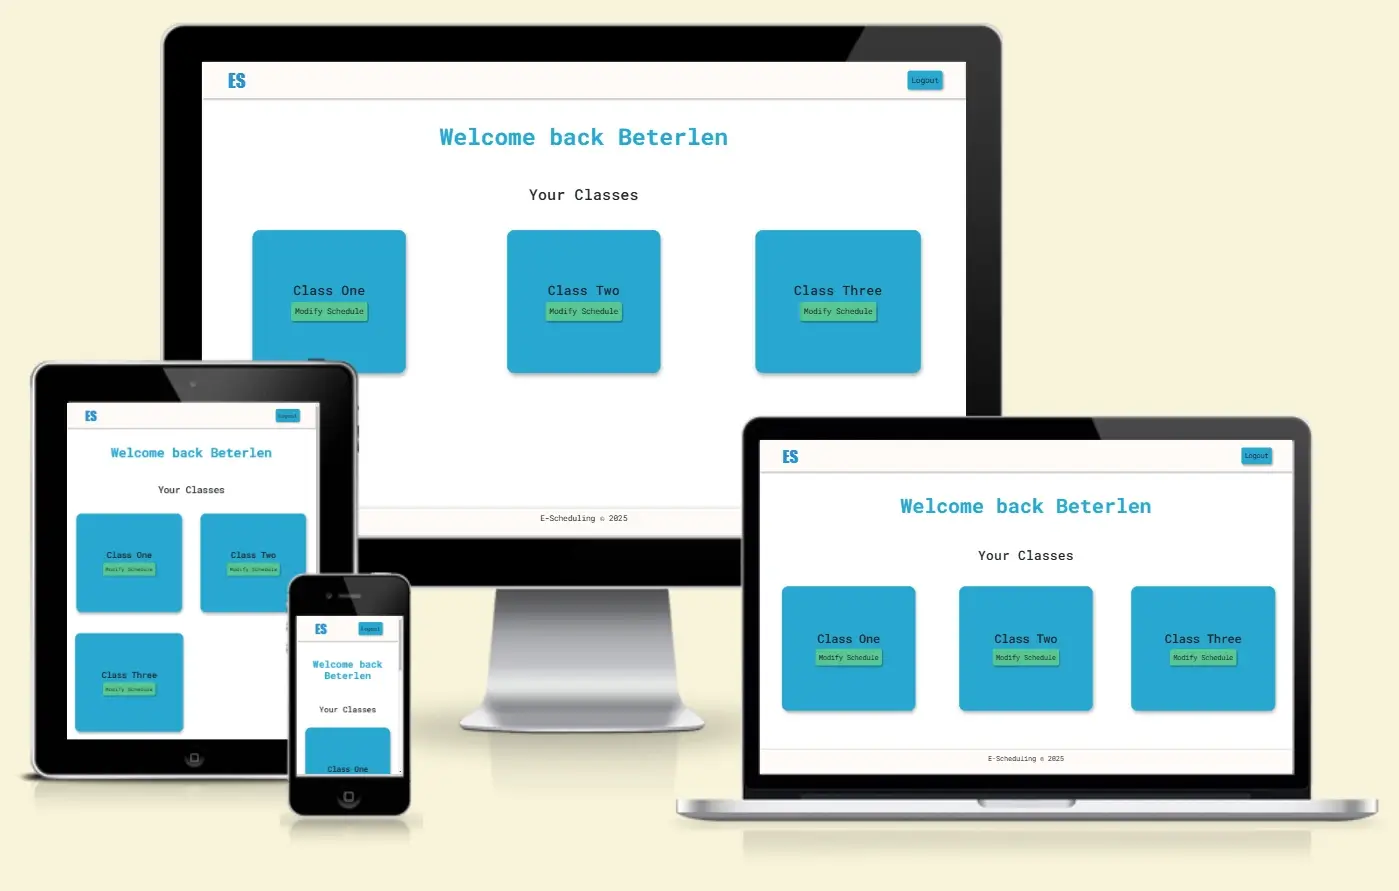 ES
Logout
Welcome back Beterlen
Your Classes
Class One
Modify Schedule
Class Two
Modify Schedule
Class Three
Modify Schedule
E-Scheduling © 2025
ES
Logout
Welcome back Beterlen
Your Classes
Class One
Modify Schedule
Class Two
Modify Schedule
Class Three
Modify Schedule
ES
Logout
Welcome back
Beterlen
Your Classes
Class One
ES
Logout
Welcome back Beterlen
Your Classes
Class One
Modify Schedule
Class Two
Modify Schedule
Class Three
Modify Schedule
E-Scheduling © 2025